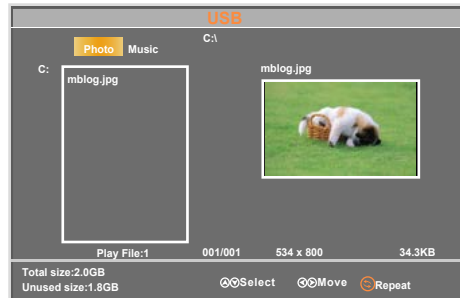 USB
Photo Music
C:\
C:
mblog.jpg
mblog.jpg
Play File:1 001/001 534 x 800 34.3KB
Total size:2.0GB
Unused size:1.8GB
Select Move Repeat